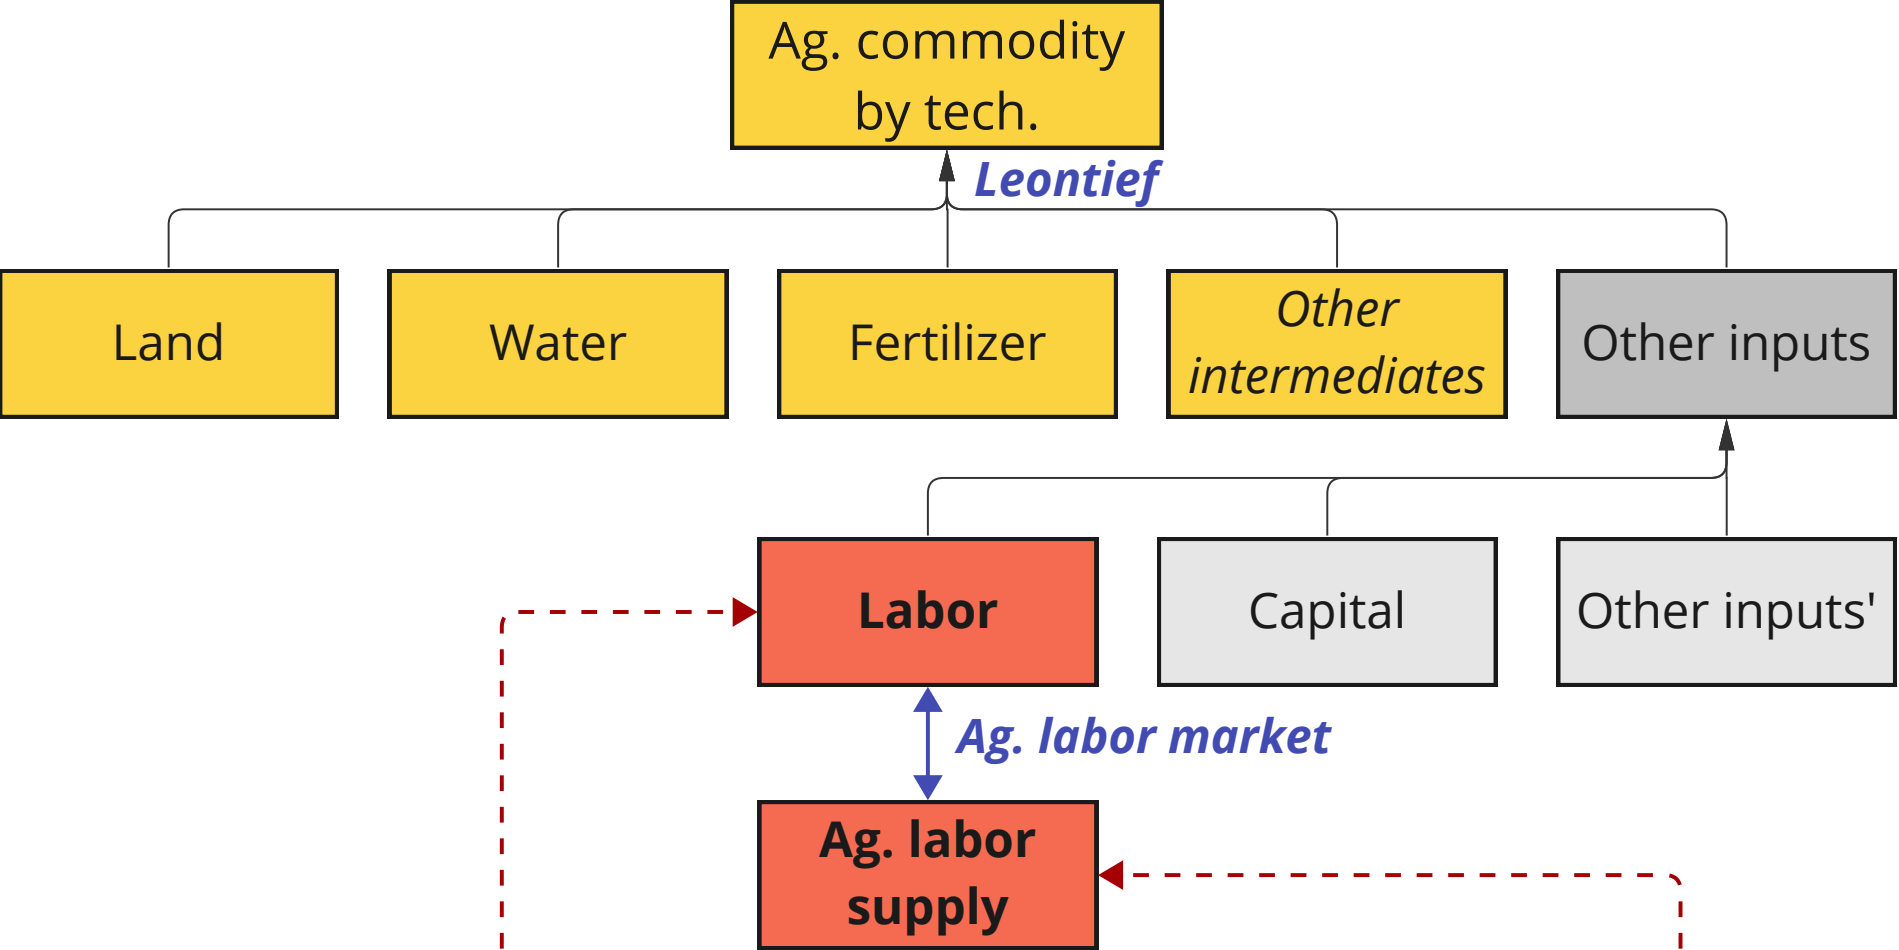 Ag. commodity
by tech.
Leontief
Land
Water
Fertilizer
Other
intermediates
Other inputs
Labor
Capital
Other inputs'
Ag. labor market
Ag. labor
supply